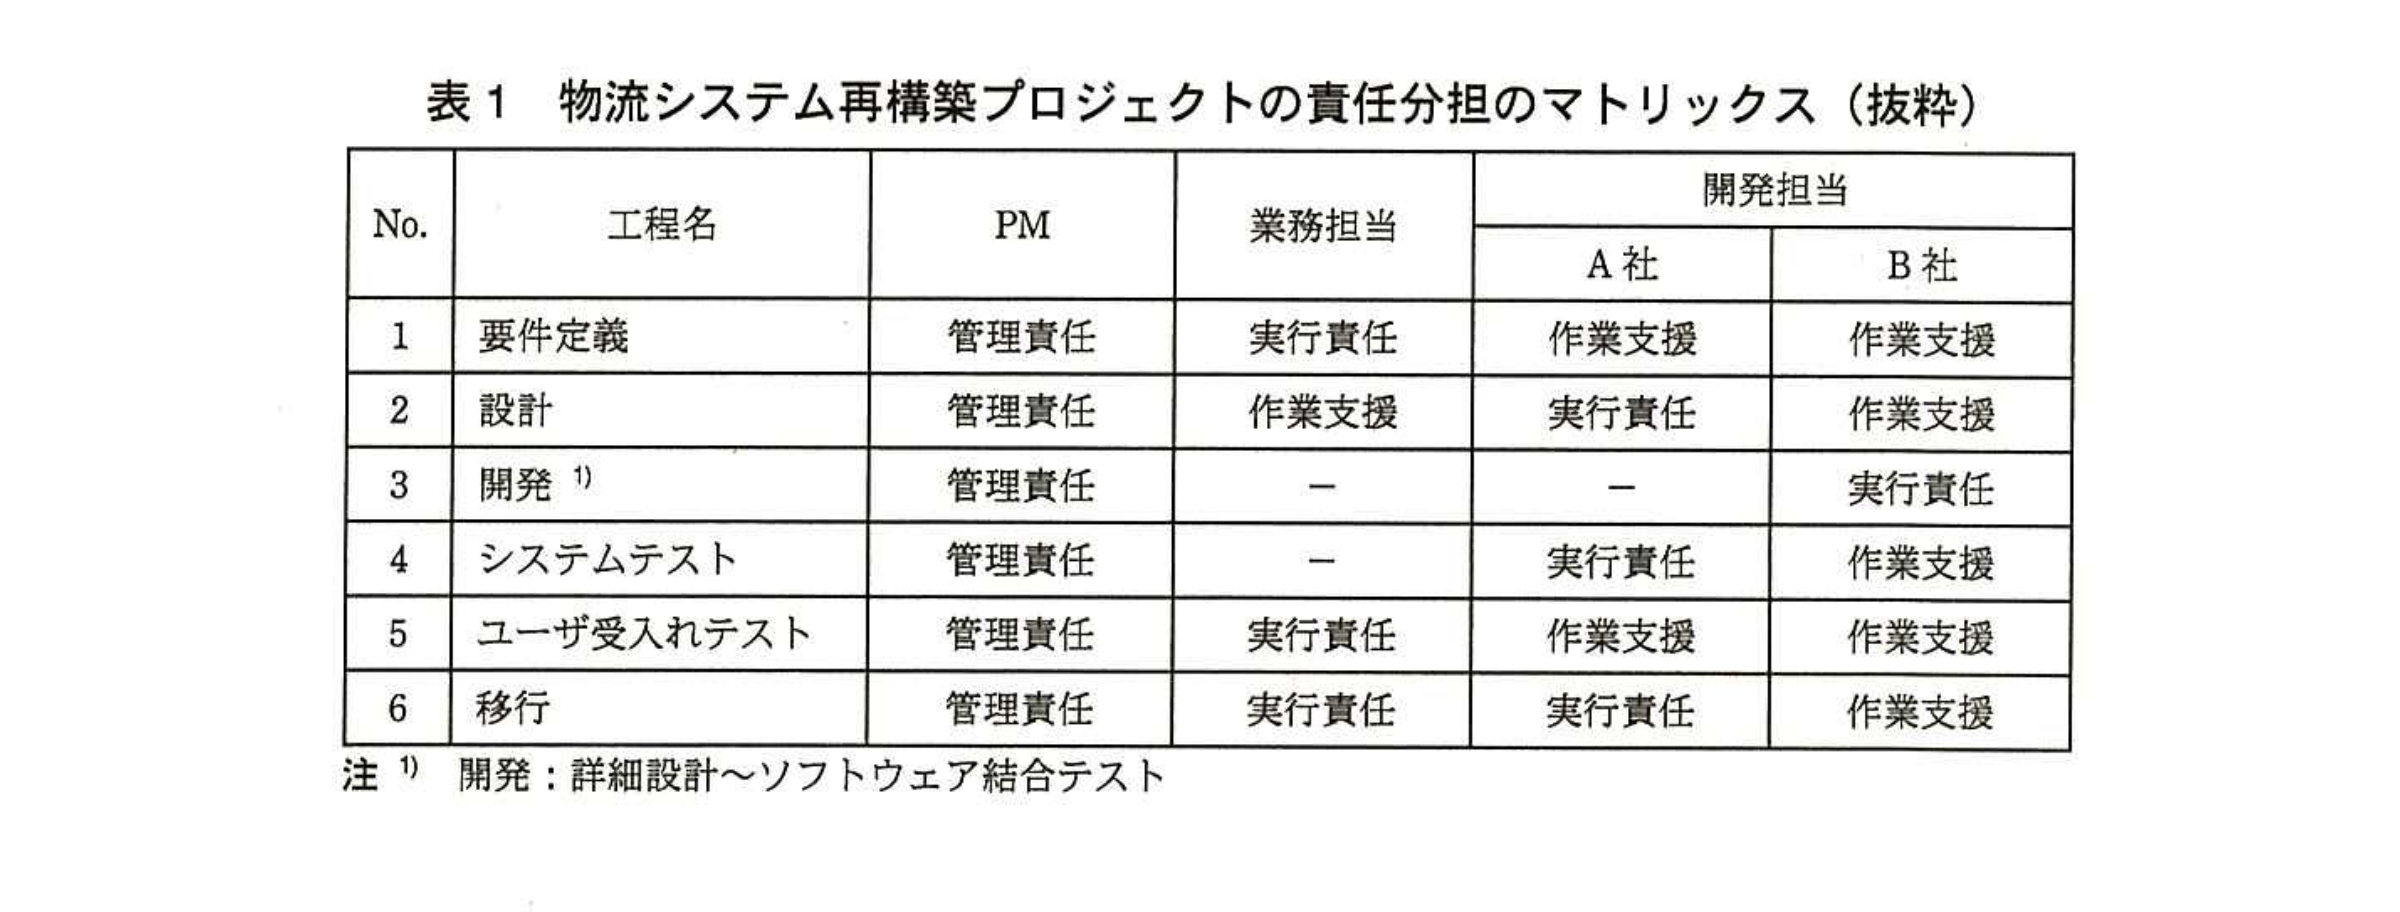 表1 物流システム再構築プロジェクトの責任分担のマトリックス（抜粋）
No. 工程名 PM 業務担当 開発担当
A社 B社
1 要件定義 管理責任 実行責任 作業支援 作業支援
2 設計 管理責任 作業支援 実行責任 作業支援
3 開発 1) 管理責任 － － 実行責任
4 システムテスト 管理責任 － 実行責任 作業支援
5 ユーザ受入れテスト 管理責任 実行責任 作業支援 作業支援
6 移行 管理責任 実行責任 実行責任 作業支援
注 1) 開発：詳細設計～ソフトウェア結合テスト